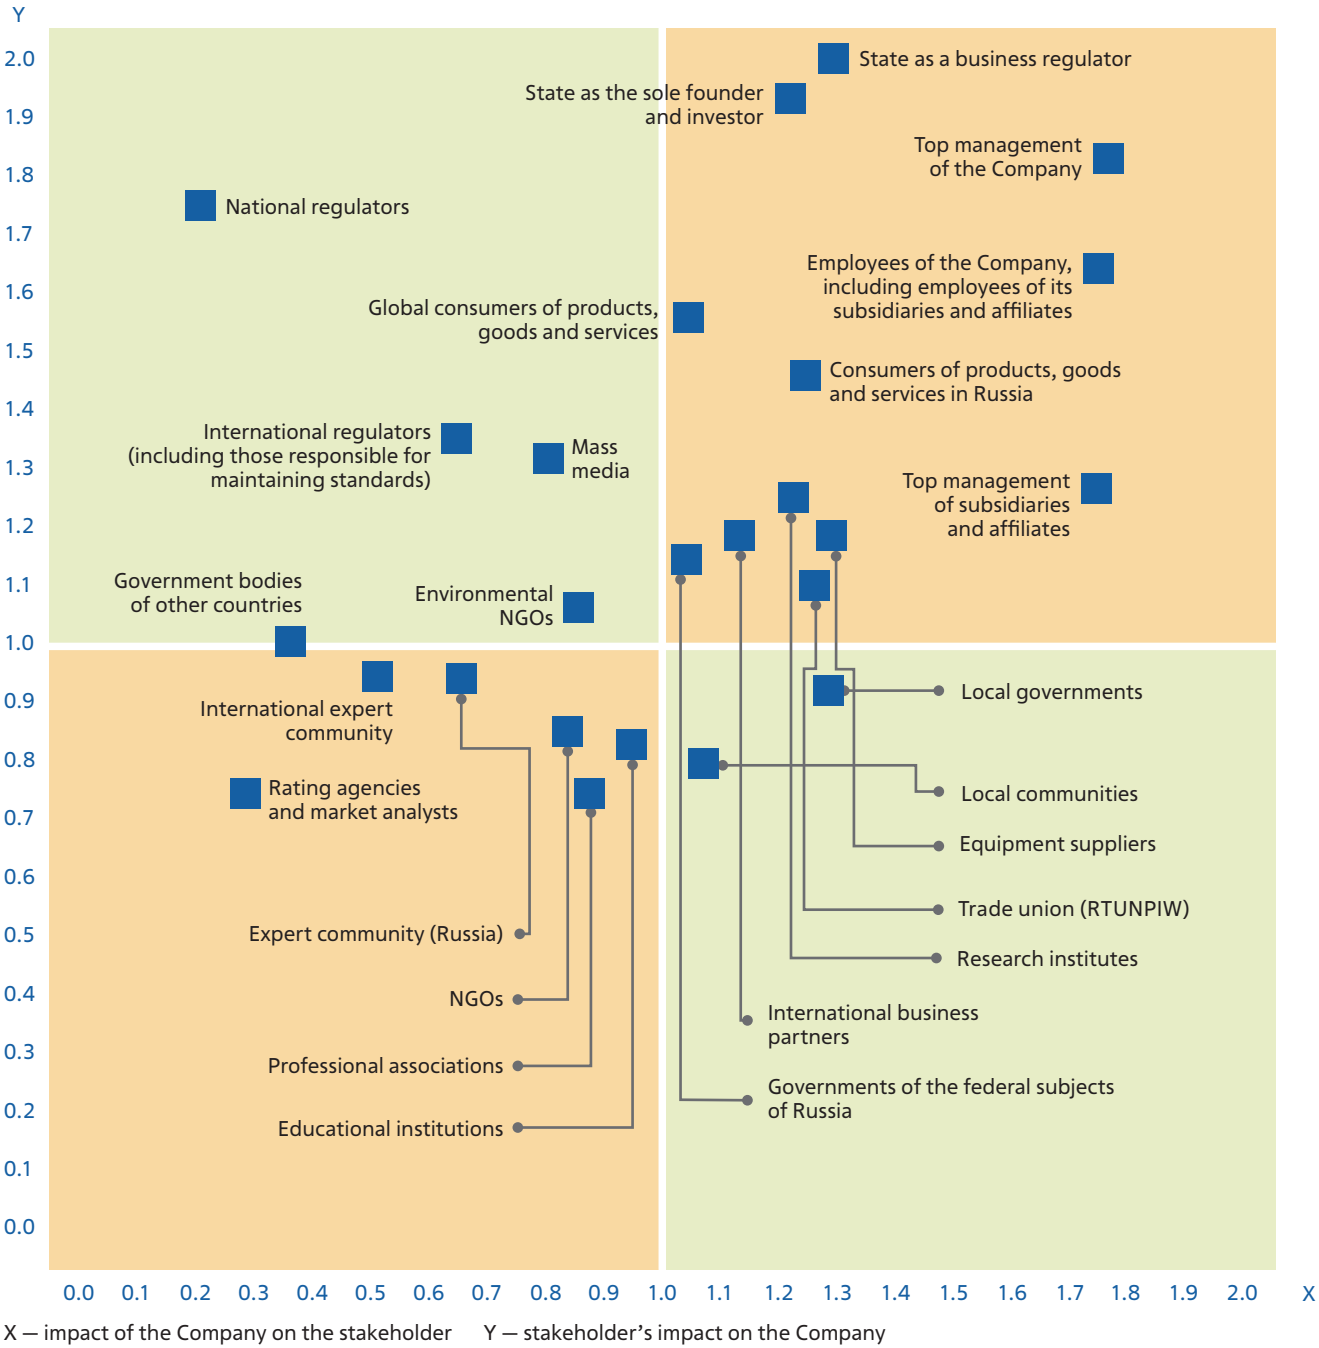 Y
2.0
State as a business regulator
State as the sole founder
and investor
1.9
Top management
of the Company
1.8
National regulators
1.7
Employees of the Company,
including employees of its
subsidiaries and affiliates
1.6
Global consumers of products,
goods and services
1.5
Consumers of products, goods
and services in Russia
1.4
International regulators
(including those responsible for
maintaining standards)
Mass
media
1.3
Top management
of subsidiaries
and affiliates
1.2
1.1
Government bodies
of other countries
Environmental
NGOs
1.0
0.9
International expert
community
Local governments
0.8
Rating agencies
and market analysts
Local communities
0.7
Equipment suppliers
0.6
Trade union (RTUNPIW)
0.5
Expert community (Russia)
Research institutes
0.4
NGOs
International business
partners
0.3
Professional associations
Governments of the federal subjects
of Russia
0.2
Educational institutions
0.1
0.0
0.0 0.1 0.2 0.3 0.4 0.5 0.6 0.7 0.8 0.9 1.0 1.1 1.2 1.3 1.4 1.5 1.6 1.7 1.8 1.9 2.0 X
X — impact of the Company on the stakeholder Y — stakeholder's impact on the Company